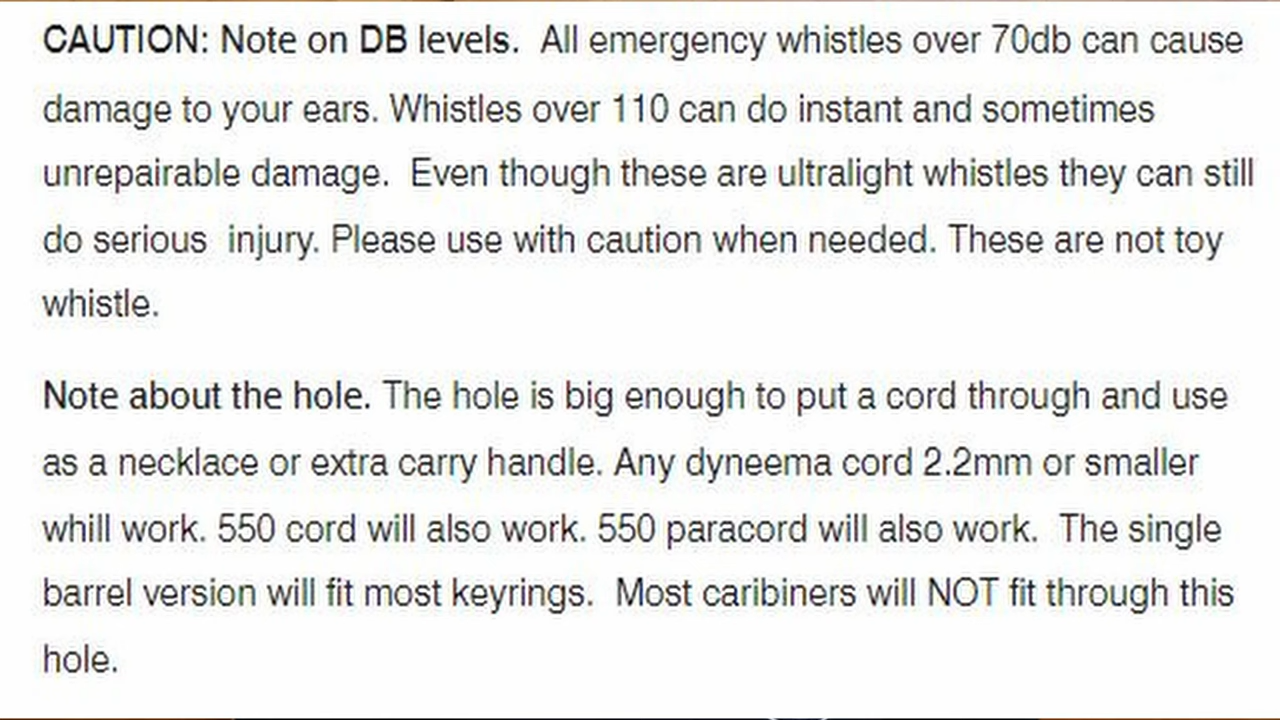 CAUTION: Note on DB levels.  All emergency whistles over 70db can cause
damage to your ears. Whistles over 110 can do instant and sometimes
unrepairable damage.  Even though these are ultralight whistles they can still
do serious  injury. Please use with caution when needed. These are not toy
whistle.
Note about the hole. The hole is big enough to put a cord through and use
as a necklace or extra carry handle. Any dyneema cord 2.2mm or smaller
whill work. 550 cord will also work. 550 paracord will also work.  The single
barrel version will fit most keyrings.  Most caribiners will NOT fit through this
hole.